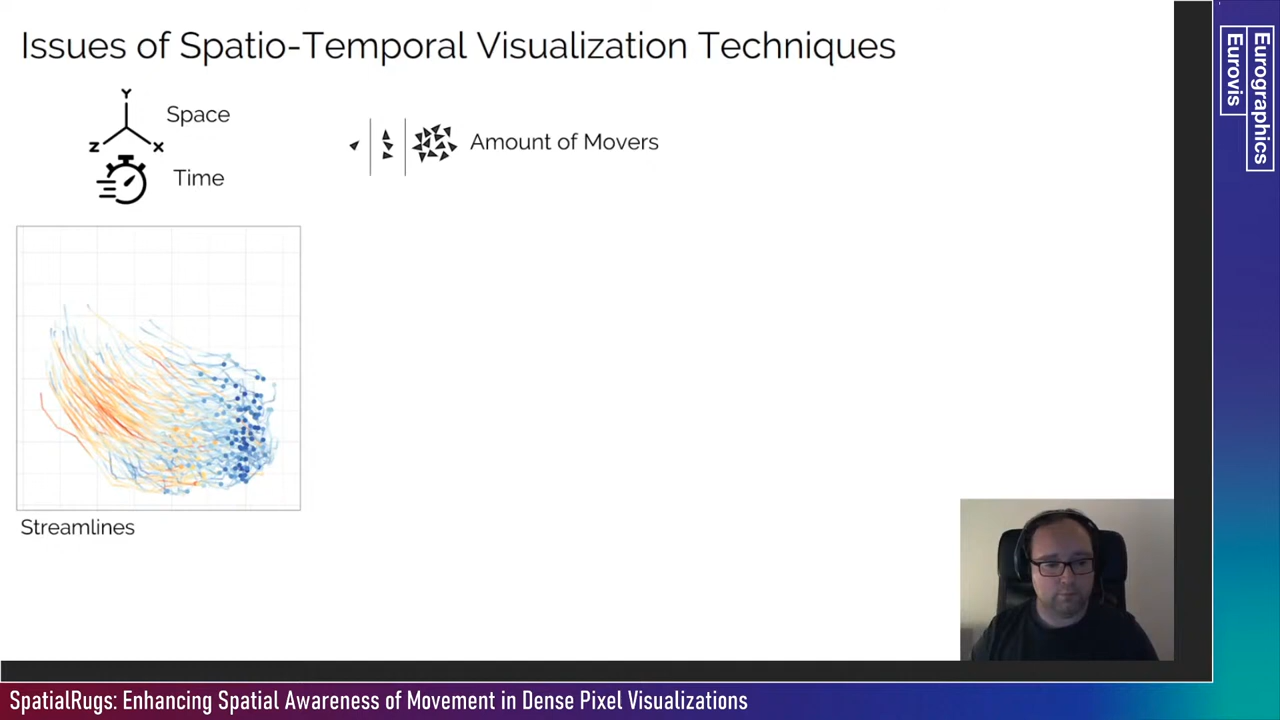 Issues of Spatio-Temporal Visualization Techniques
Y
Z
X
Space
Time
Amount of Movers
Streamlines
Eurographics
Eurovis
SpatialRugs: Enhancing Spatial Awareness of Movement in Dense Pixel Visualizations